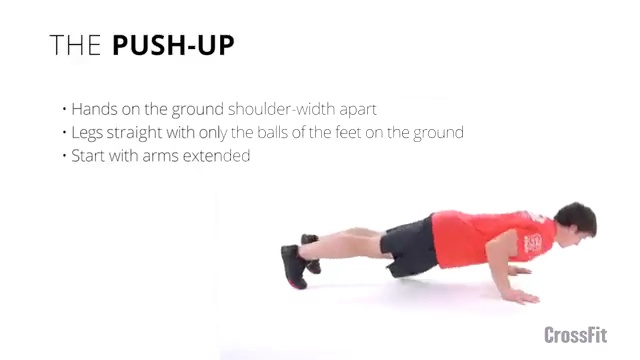 THE PUSH-UP
• Hands on the ground shoulder-width apart
• Legs straight with only the balls of the feet on the ground
• Start with arms extended
CrossFit